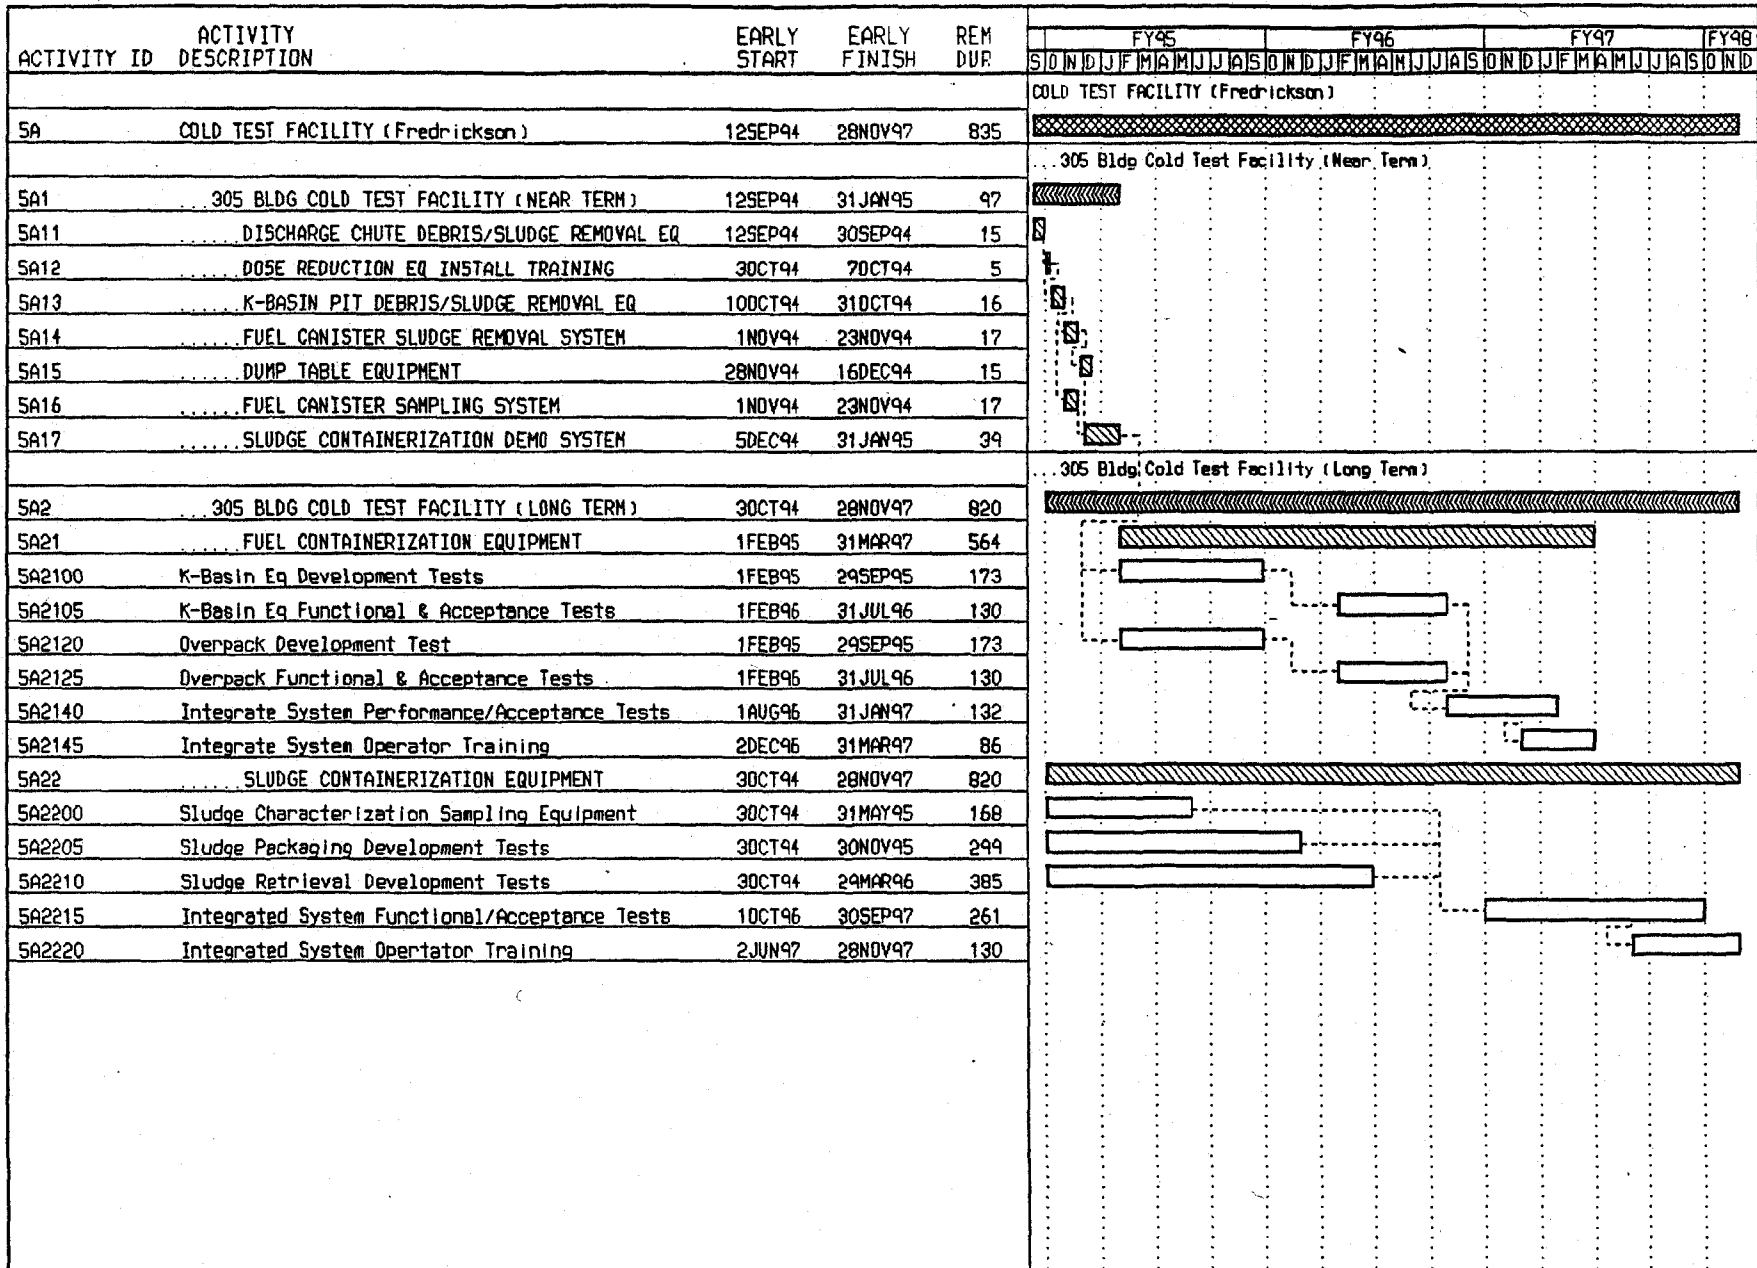 ACTIVITY ID ACTIVITY DESCRIPTION EARLY START EARLY FINISH REM DUR
FY95 FY96 FY97 FY98
S O N D J F M A M J J A S O N D J F M A M J J A S O N D J F M A M J J A S O N D
COLD TEST FACILITY (Fredrickson)
5A COLD TEST FACILITY (Fredrickson) 12SEP94 28NOV97 835
...305 Bldg Cold Test Facility (Near Term)
5A1 ...305 BLDG COLD TEST FACILITY (NEAR TERM) 12SEP94 31JAN95 97
5A11 ......DISCHARGE CHUTE DEBRIS/SLUDGE REMOVAL EQ 12SEP94 30SEP94 15
5A12 ......DOSE REDUCTION EQ INSTALL TRAINING 3OCT94 7OCT94 5
5A13 ......K-BASIN PIT DEBRIS/SLUDGE REMOVAL EQ 10OCT94 31OCT94 16
5A14 ......FUEL CANISTER SLUDGE REMOVAL SYSTEM 1NOV94 23NOV94 17
5A15 ......DUMP TABLE EQUIPMENT 28NOV94 16DEC94 15
5A16 ......FUEL CANISTER SAMPLING SYSTEM 1NOV94 23NOV94 17
5A17 ......SLUDGE CONTAINERIZATION DEMO SYSTEM 5DEC94 31JAN95 39
...305 Bldg Cold Test Facility (Long Term)
5A2 ...305 BLDG COLD TEST FACILITY (LONG TERM) 3OCT94 28NOV97 820
5A21 ......FUEL CONTAINERIZATION EQUIPMENT 1FEB95 31MAR97 564
5A2100 K-Basin Eq Development Tests 1FEB95 29SEP95 173
5A2105 K-Basin Eq Functional & Acceptance Tests 1FEB96 31JUL96 130
5A2120 Overpack Development Test 1FEB95 29SEP95 173
5A2125 Overpack Functional & Acceptance Tests 1FEB96 31JUL96 130
5A2140 Integrate System Performance/Acceptance Tests 1AUG96 31JAN97 132
5A2145 Integrate System Operator Training 2DEC96 31MAR97 86
5A22 ......SLUDGE CONTAINERIZATION EQUIPMENT 3OCT94 28NOV97 820
5A2200 Sludge Characterization Sampling Equipment 3OCT94 31MAY95 168
5A2205 Sludge Packaging Development Tests 3OCT94 30NOV95 299
5A2210 Sludge Retrieval Development Tests 3OCT94 29MAR96 385
5A2215 Integrated System Functional/Acceptance Tests 1OCT96 30SEP97 261
5A2220 Integrated System Opertator Training 2JUN97 28NOV97 130